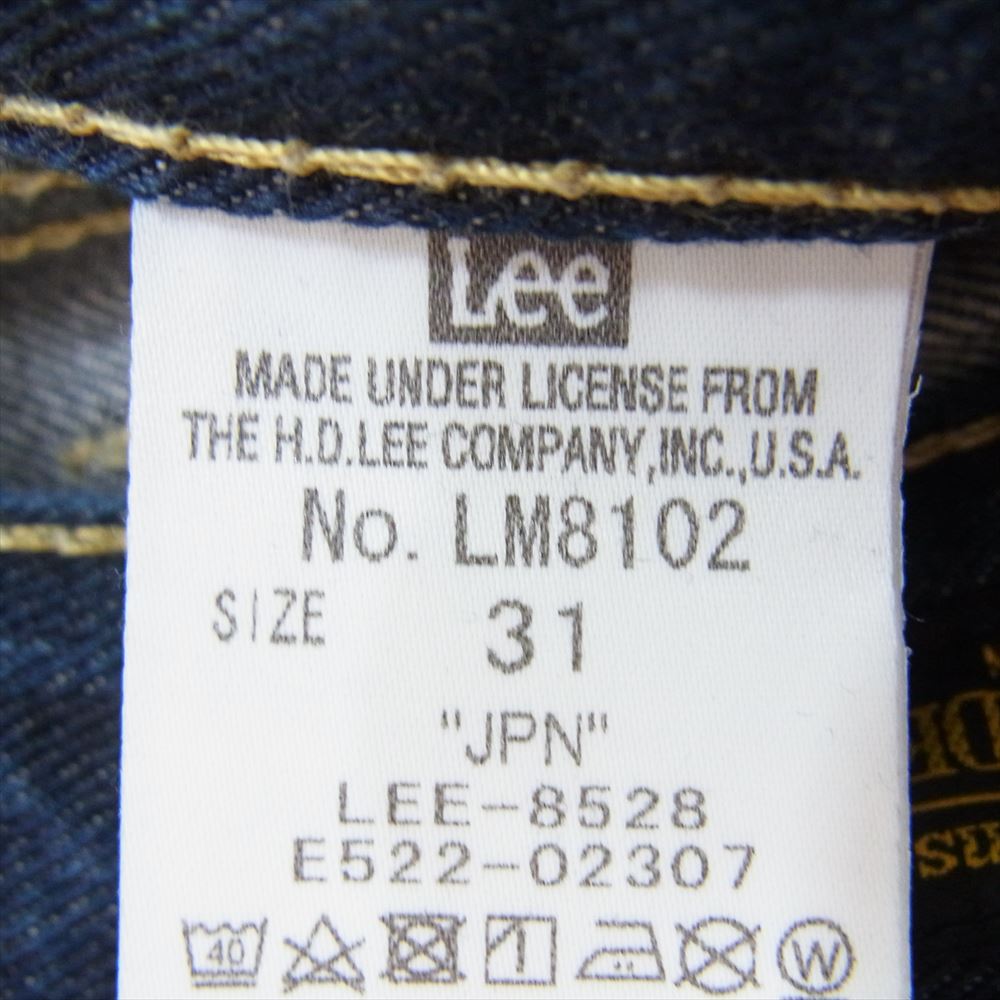 Lee
MADE UNDER LICENSE FROM
THE H.D.LEE COMPANY,INC.,U.S.A.
No. LM8102
SIZE 31
"JPN"
LEE-8528
E522-02307
40
W